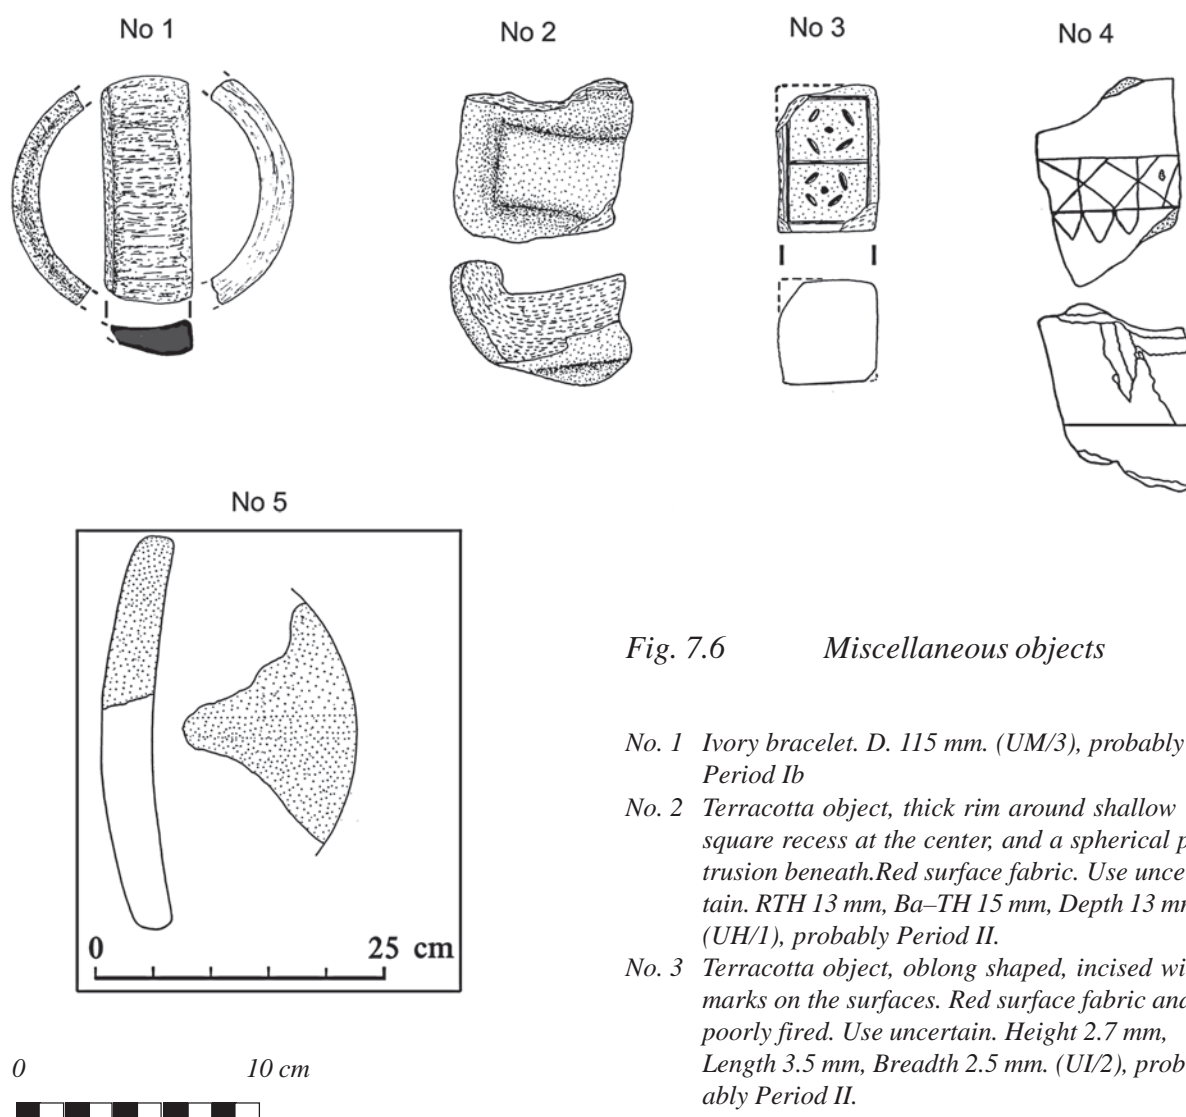 No 1
No 2
No 3
No 4
No 5
0 25 cm
Fig. 7.6 Miscellaneous objects
No. 1 Ivory bracelet. D. 115 mm. (UM/3), probably
Period Ib
No. 2 Terracotta object, thick rim around shallow
square recess at the center, and a spherical
trusion beneath.Red surface fabric. Use
tain. RTH 13 mm, Ba–TH 15 mm, Depth 13
(UH/1), probably Period II.
No. 3 Terracotta object, oblong shaped, incised
marks on the surfaces. Red surface fabric and
poorly fired. Use uncertain. Height 2.7 mm,
Length 3.5 mm, Breadth 2.5 mm. (UI/2), prob
ably Period II.
0 10 cm